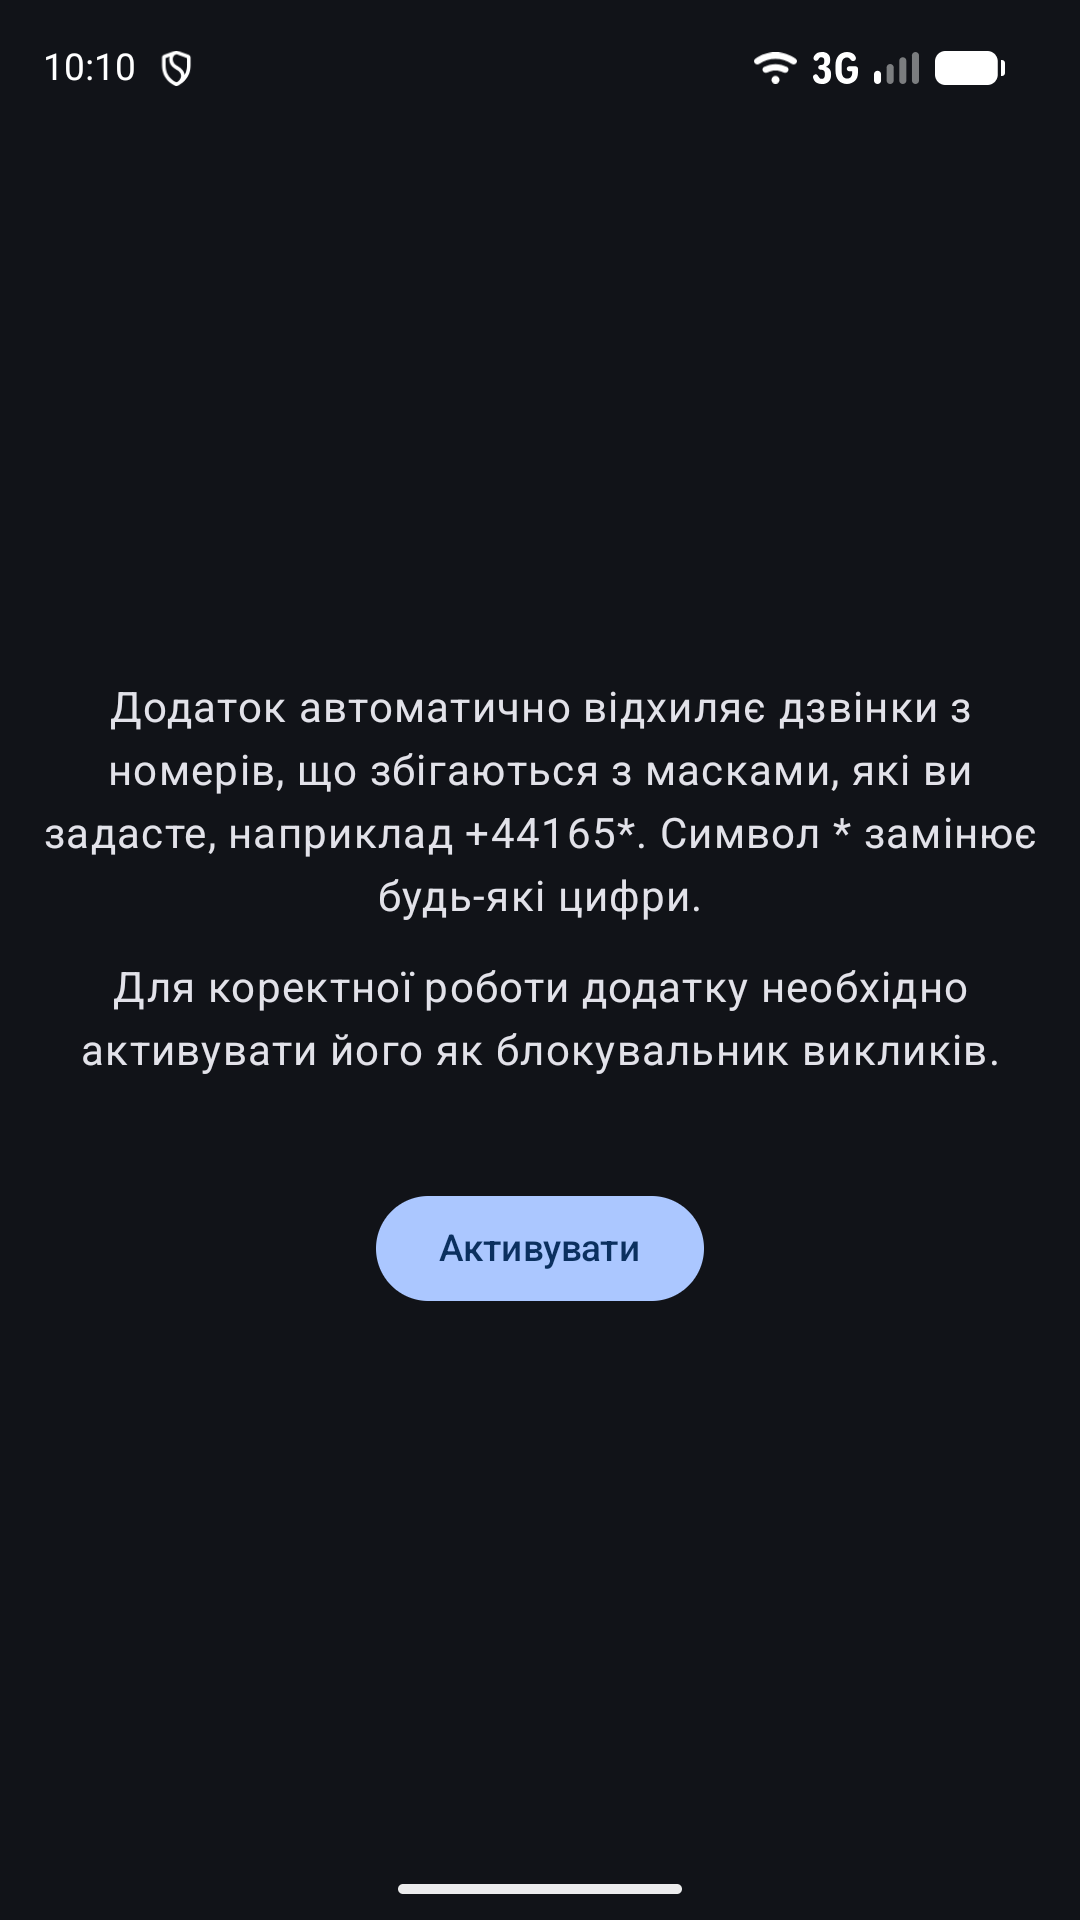 10:10
3G
Додаток автоматично відхиляє дзвінки з
номерів, що збігаються з масками, які ви
задасте, наприклад +44165*. Символ * замінює
будь-які цифри.
Для коректної роботи додатку необхідно
активувати його як блокувальник викликів.
Активувати